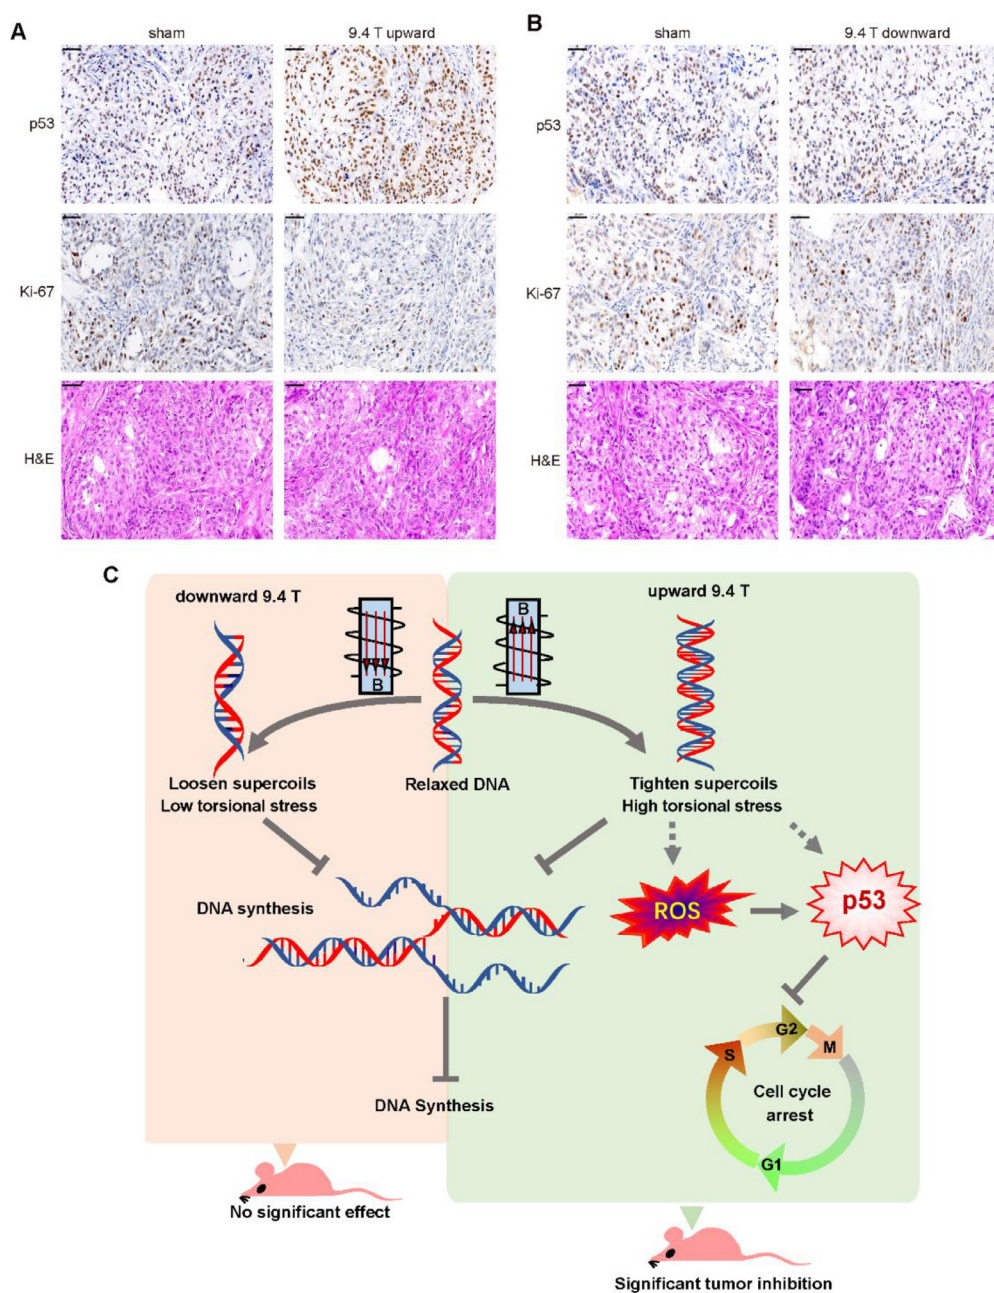 A
sham
9.4 T upward
p53
Ki-67
H&E
B
sham
9.4 T downward
p53
Ki-67
H&E
C
downward 9.4 T
B
B
upward 9.4 T
Loosen supercoils
Low torsional stress
Relaxed DNA
Tighten supercoils
High torsional stress
DNA synthesis
ROS
p53
DNA Synthesis
G2
M
S
G1
Cell cycle
arrest
No significant effect
Significant tumor inhibition